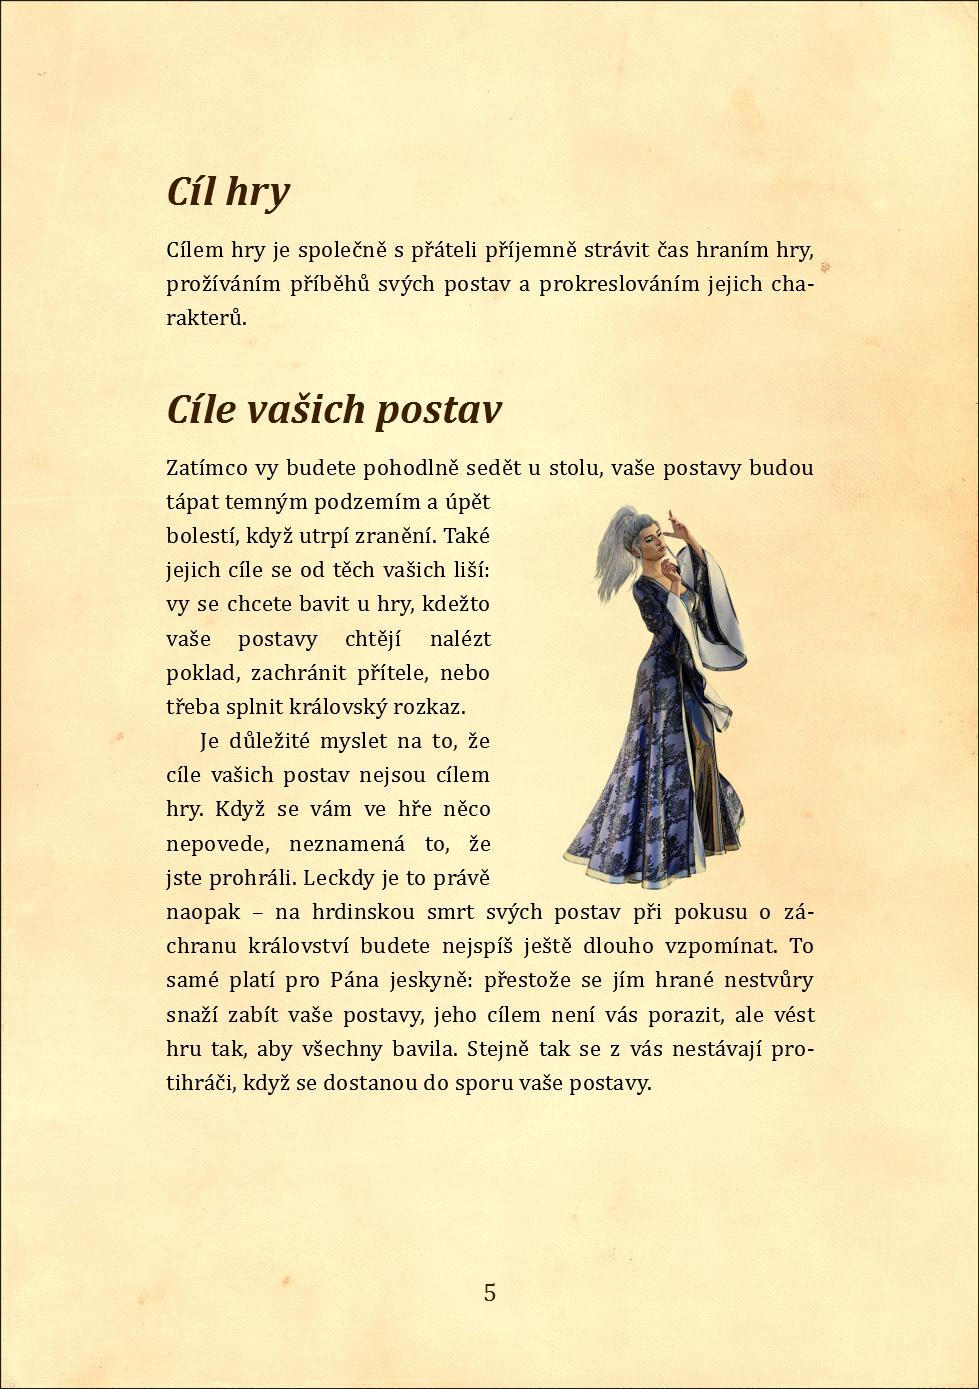 Cíl hry
Cílem hry je společně s přáteli příjemně strávit čas hraním hry,
prožíváním příběhů svých postav a prokreslováním jejich cha-
rakterů.
Cíle vašich postav
Zatímco vy budete pohodlně sedět u stolu, vaše postavy budou
tápat temným podzemím a úpět
bolestí, když utrpí zranění. Také
jejich cíle se od těch vašich liší:
vy se chcete bavit u hry, kdežto
vaše postavy chtějí nalézt
poklad, zachránit přítele, nebo
třeba splnit královský rozkaz.
Je důležité myslet na to, že
cíle vašich postav nejsou cílem
hry. Když se vám ve hře něco
nepovede, neznamená to, že
jste prohráli. Leckdy je to právě
naopak – na hrdinskou smrt svých postav při pokusu o zá-
chranu království budete nejspíš ještě dlouho vzpomínat. To
samé platí pro Pána jeskyně: přestože se jím hrané nestvůry
snaží zabít vaše postavy, jeho cílem není vás porazit, ale vést
hru tak, aby všechny bavila. Stejně tak se z vás nestávají pro-
tihráči, když se dostanou do sporu vaše postavy.
5